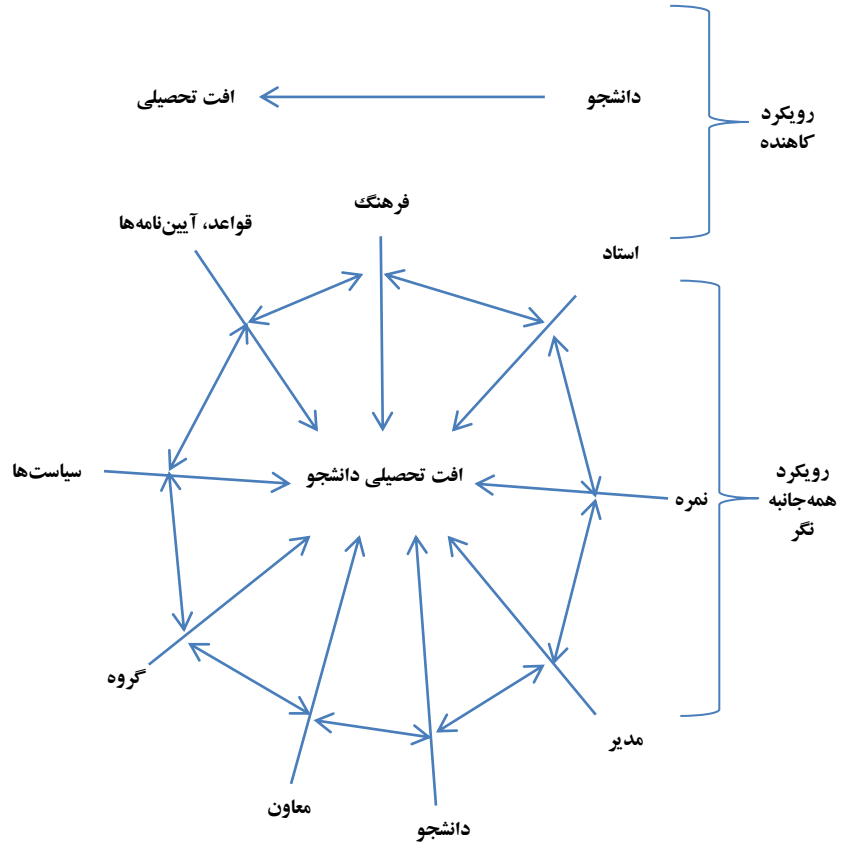 دانشجو
افت تحصیلی
رویکرد
کاهنده
فرهنگ
قواعد، آیین‌نامه‌ها
استاد
افت تحصیلی دانشجو
سیاست‌ها
نمره
رویکرد
همه‌جانبه
نگر
گروه
مدیر
معاون
دانشجو